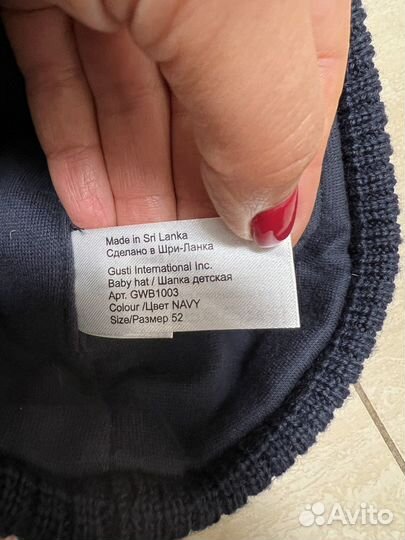 Made in Sri Lanka
Сделано в Шри-Ланка
Gusti International Inc.
Baby hat / Шапка детская
Арт. GWB1003
Colour /Цвет NAVY
Size/Размер 52
Avito